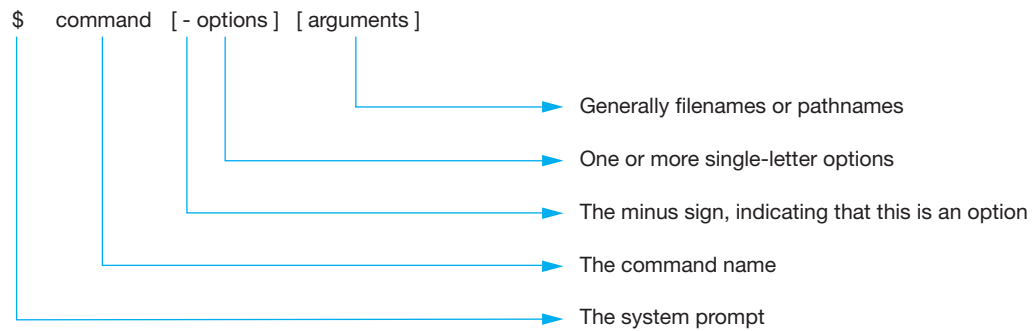 $ command [ - options ] [ arguments ]
Generally filenames or pathnames
One or more single-letter options
The minus sign, indicating that this is an option
The command name
The system prompt